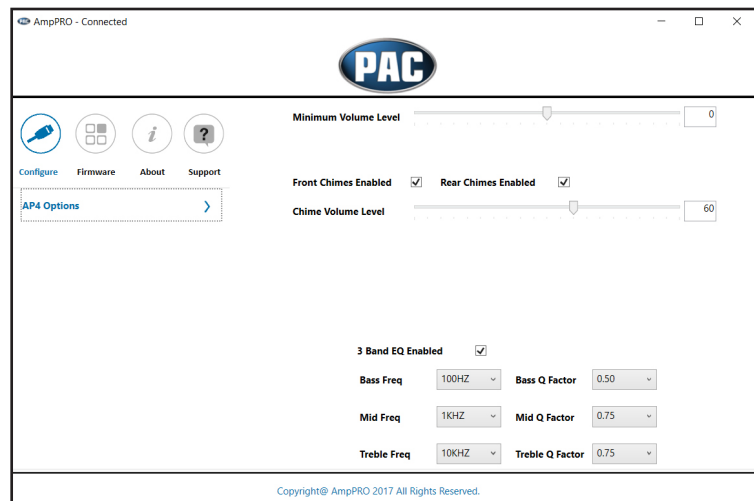 PAC AmpPRO - Connected
PAC
Minimum Volume Level 0
Configure Firmware About Support
Front Chimes Enabled Rear Chimes Enabled
AP4 Options
Chime Volume Level 60
3 Band EQ Enabled
Bass Freq 100HZ Bass Q Factor 0.50
Mid Freq 1KHZ Mid Q Factor 0.75
Treble Freq 10KHZ Treble Q Factor 0.75
Copyright@ AmpPRO 2017 All Rights Reserved.